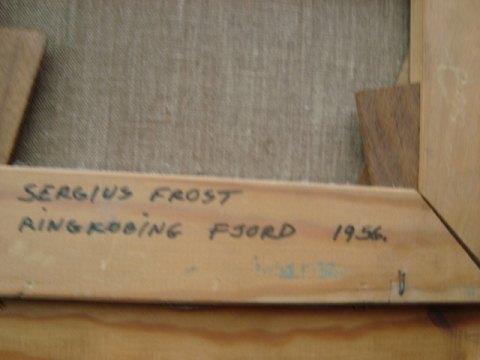 SERGIUS FROST
RINGKOBING FJORD 1956.